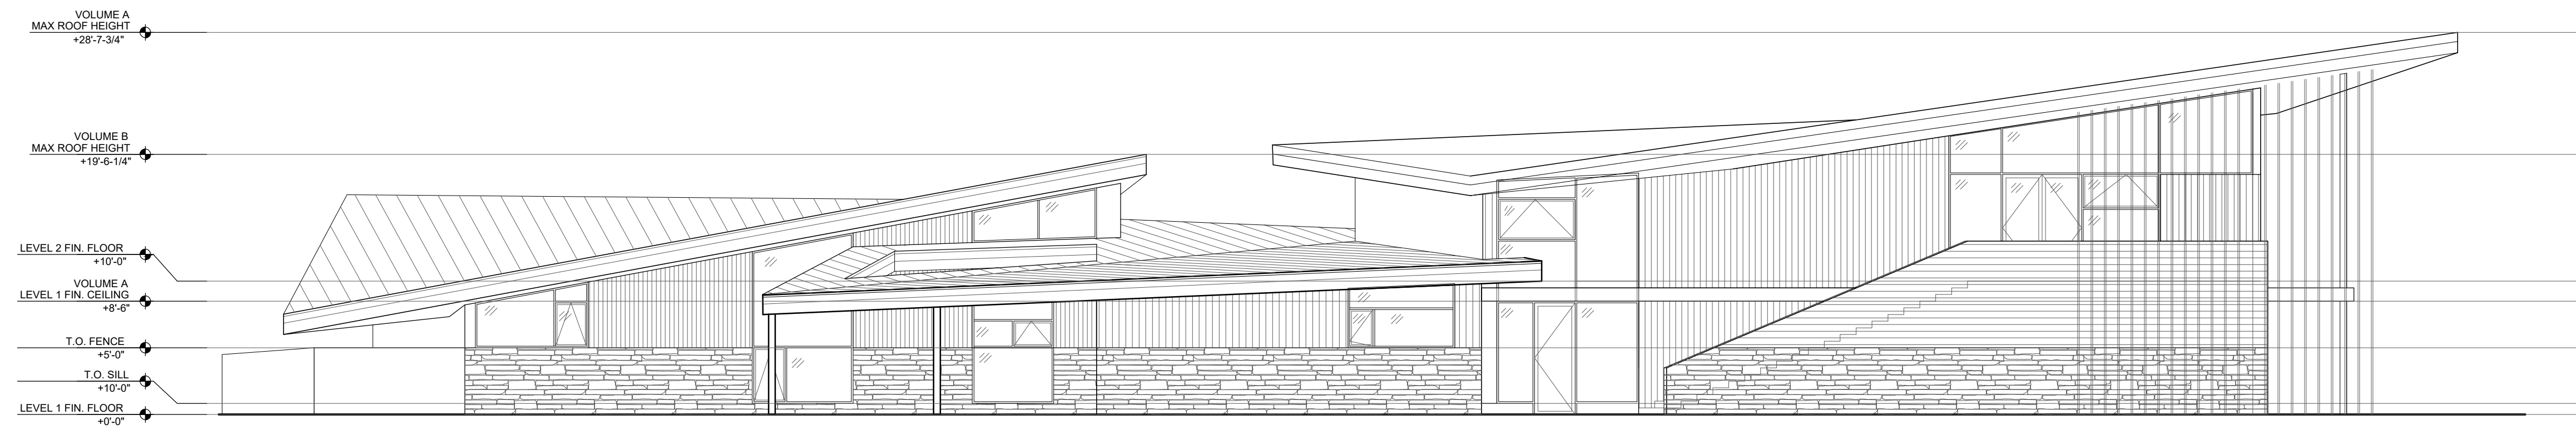 VOLUME A
MAX ROOF HEIGHT
+28'-7-3/4"
VOLUME B
MAX ROOF HEIGHT
+19'-6-1/4"
LEVEL 2 FIN. FLOOR
+10'-0"
VOLUME A
LEVEL 1 FIN. CEILING
+8'-6"
T.O. FENCE
+5'-0"
T.O. SILL
+10'-0"
LEVEL 1 FIN. FLOOR
+0'-0"